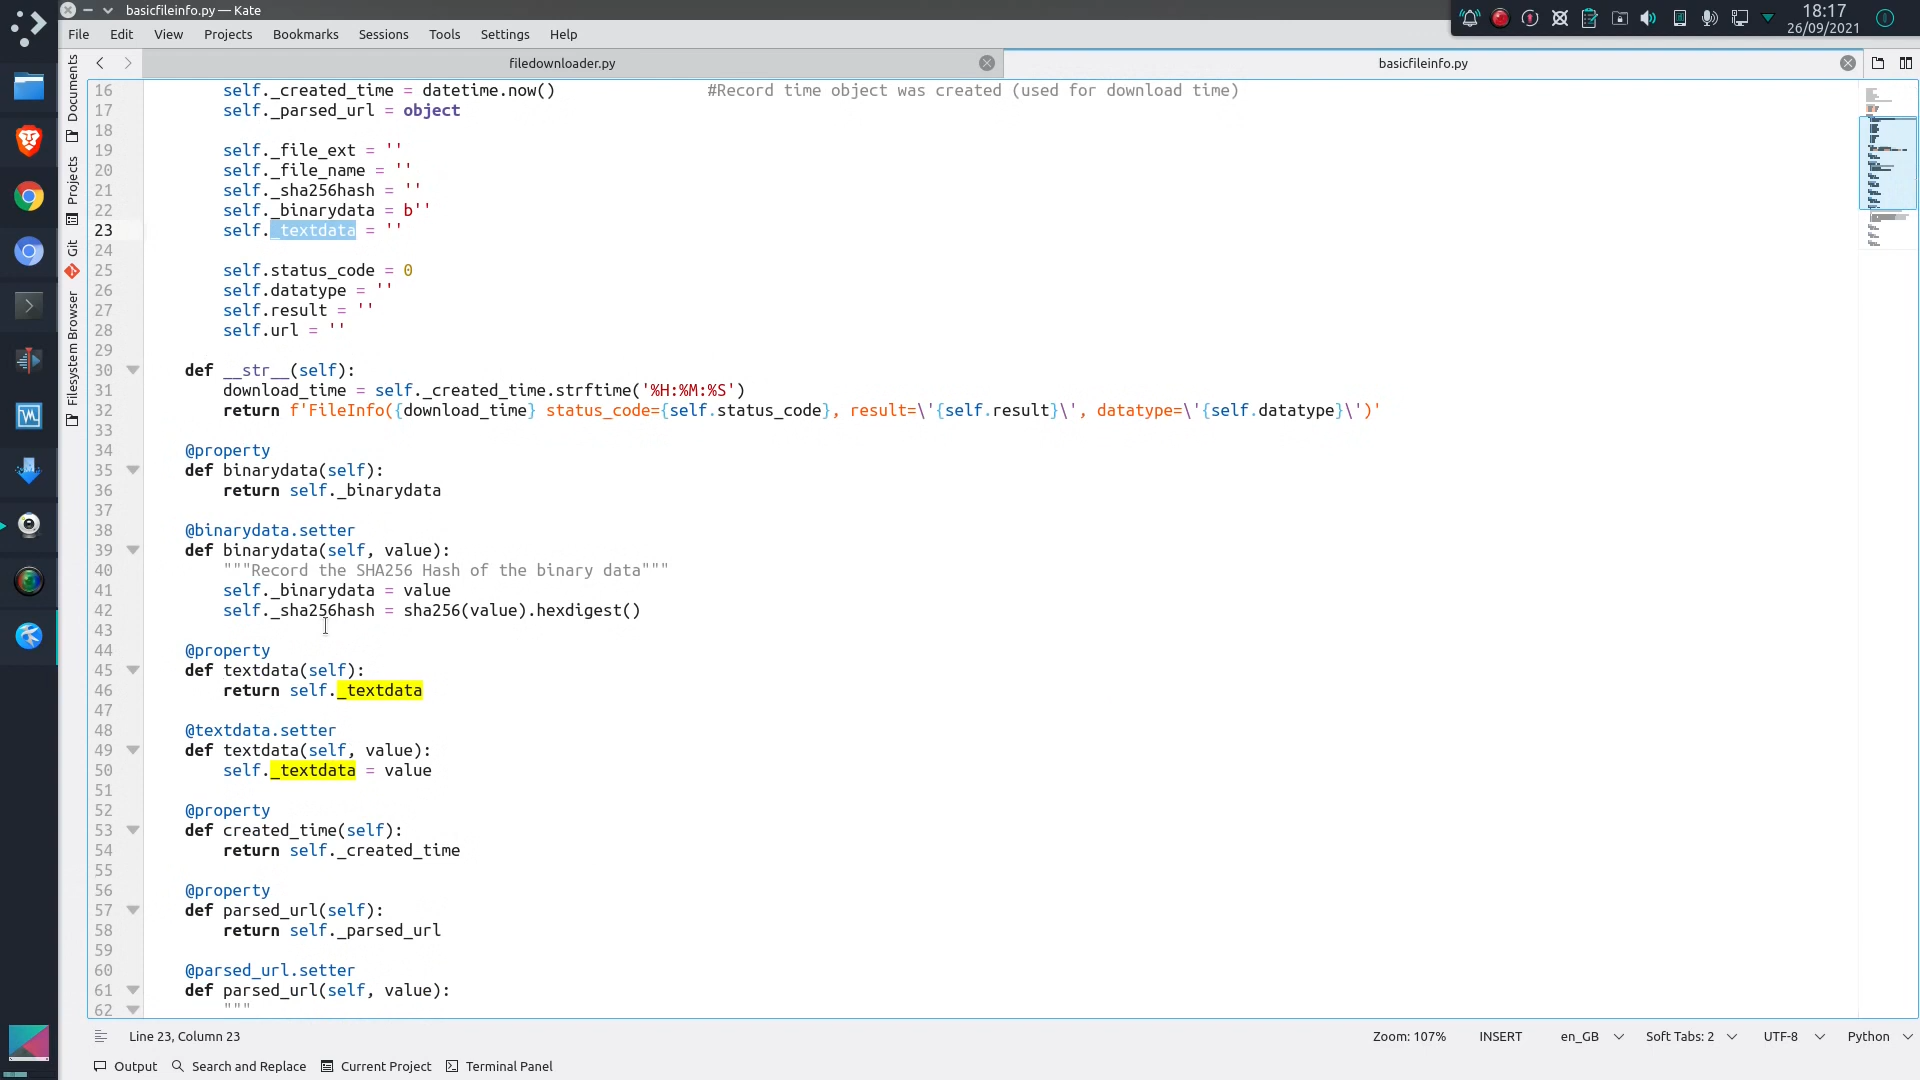 basicfileinfo.py — Kate
18:17
26/09/2021
File Edit View Projects Bookmarks Sessions Tools Settings Help
filedownloader.py
basicfileinfo.py
Documents
Projects
Git
Filesystem Browser
16 self._created_time = datetime.now() #Record time object was created (used for download time)
17 self._parsed_url = object
18
19 self._file_ext = ''
20 self._file_name = ''
21 self._sha256hash = ''
22 self._binarydata = b''
23 self._textdata = ''
24
25 self.status_code = 0
26 self.datatype = ''
27 self.result = ''
28 self.url = ''
29
30 def __str__(self):
31 download_time = self._created_time.strftime('%H:%M:%S')
32 return f'FileInfo({download_time} status_code={self.status_code}, result=\'{self.result}\', datatype=\'{self.datatype}\')'
33
34 @property
35 def binarydata(self):
36 return self._binarydata
37
38 @binarydata.setter
39 def binarydata(self, value):
40 """Record the SHA256 Hash of the binary data"""
41 self._binarydata = value
42 self._sha256hash = sha256(value).hexdigest()
43
44 @property
45 def textdata(self):
46 return self._textdata
47
48 @textdata.setter
49 def textdata(self, value):
50 self._textdata = value
51
52 @property
53 def created_time(self):
54 return self._created_time
55
56 @property
57 def parsed_url(self):
58 return self._parsed_url
59
60 @parsed_url.setter
61 def parsed_url(self, value):
62 """
Line 23, Column 23
Zoom: 107% INSERT en_GB Soft Tabs: 2 UTF-8 Python
Output Search and Replace Current Project Terminal Panel